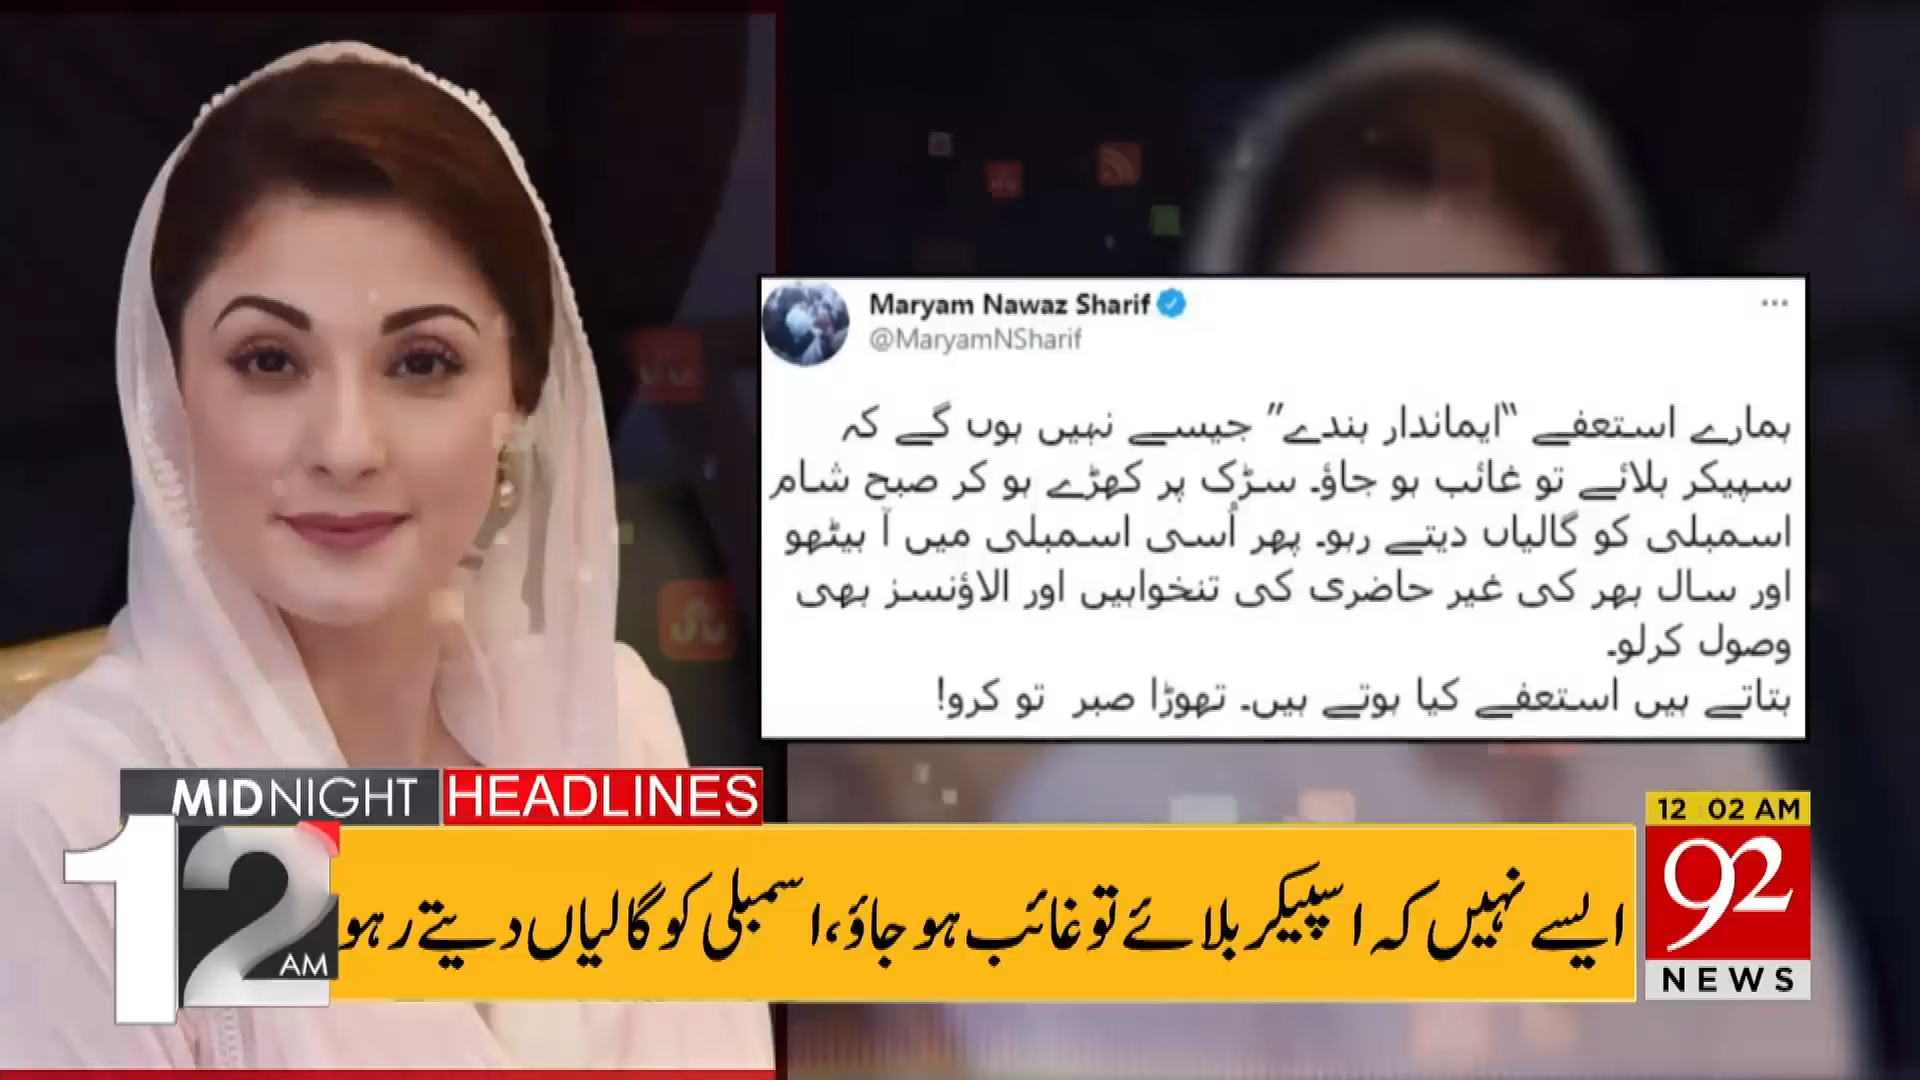 Maryam Nawaz Sharif
@MaryamNSharif
ہمارے استعفے “ایماندار بندے” جیسے نہیں ہوں گے کہ
سپیکر بلائے تو غائب ہو جاؤ۔ سڑک پر کھڑے ہو کر صبح شام
اسمبلی کو گالیاں دیتے رہو۔ پھر اُسی اسمبلی میں آ بیٹھو
اور سال بھر کی غیر حاضری کی تنخواہیں اور الاؤنسز بھی
وصول کرلو۔
بتاتے ہیں استعفے کیا ہوتے ہیں۔ تھوڑا صبر تو کرو!
MIDNIGHT HEADLINES
12 AM
ایسے نہیں کہ اسپیکر بلائے تو غائب ہو جاؤ، اسمبلی کو گالیاں دیتے رہو
12 02 AM
92
NEWS